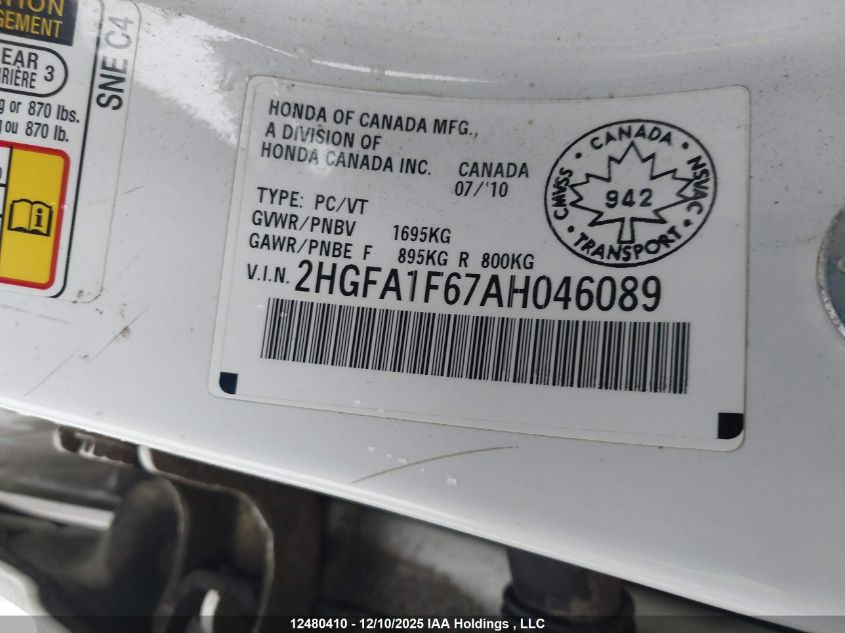 GEMENT
EAR 3
RIÈRE
g or 870 lbs.
g ou 870 lb.
SNE C4
HONDA OF CANADA MFG.,
A DIVISION OF
HONDA CANADA INC. CANADA
07/'10
TYPE: PC/VT
GVWR/PNBV 1695KG
GAWR/PNBE F 895KG R 800KG
V.I.N. 2HGFA1F67AH046089
CMVSS • CANADA • NSVAC • TRANSPORT •
942
12480410 - 12/10/2025 IAA Holdings , LLC